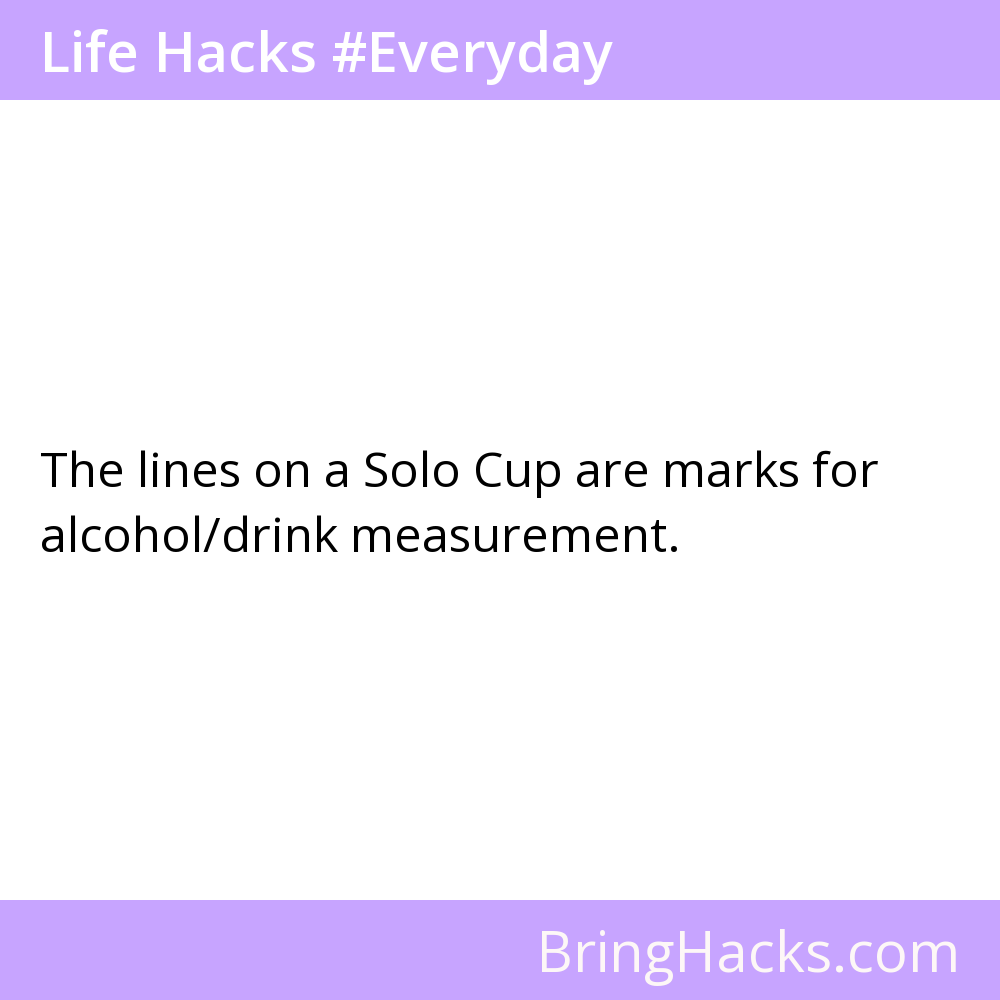 Life Hacks #Everyday
The lines on a Solo Cup are marks for
alcohol/drink measurement.
BringHacks.com